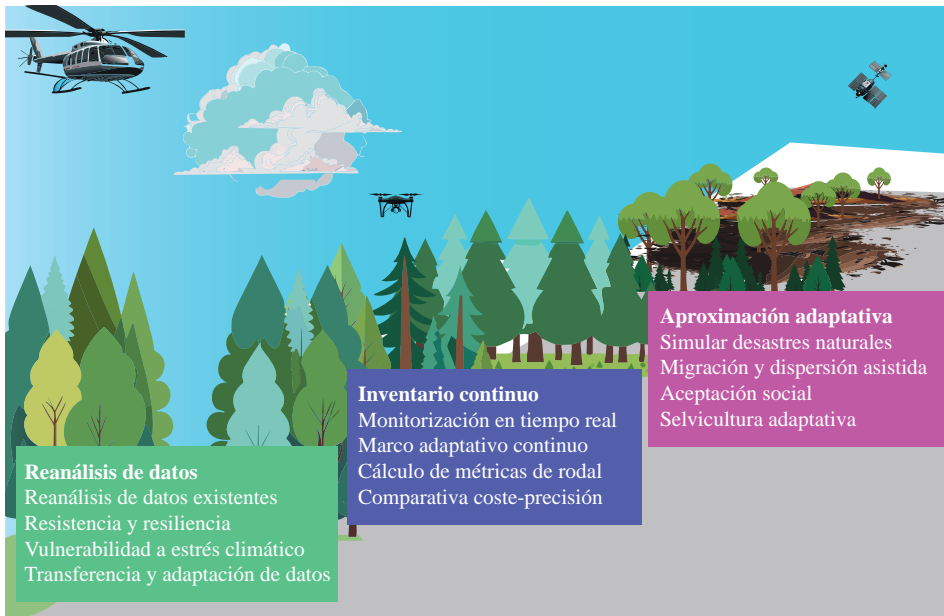 Reanálisis de datos
Reanálisis de datos existentes
Resistencia y resiliencia
Vulnerabilidad a estrés climático
Transferencia y adaptación de datos
Inventario continuo
Monitorización en tiempo real
Marco adaptativo continuo
Cálculo de métricas de rodal
Comparativa coste-precisión
Aproximación adaptativa
Simular desastres naturales
Migración y dispersión asistida
Aceptación social
Selvicultura adaptativa